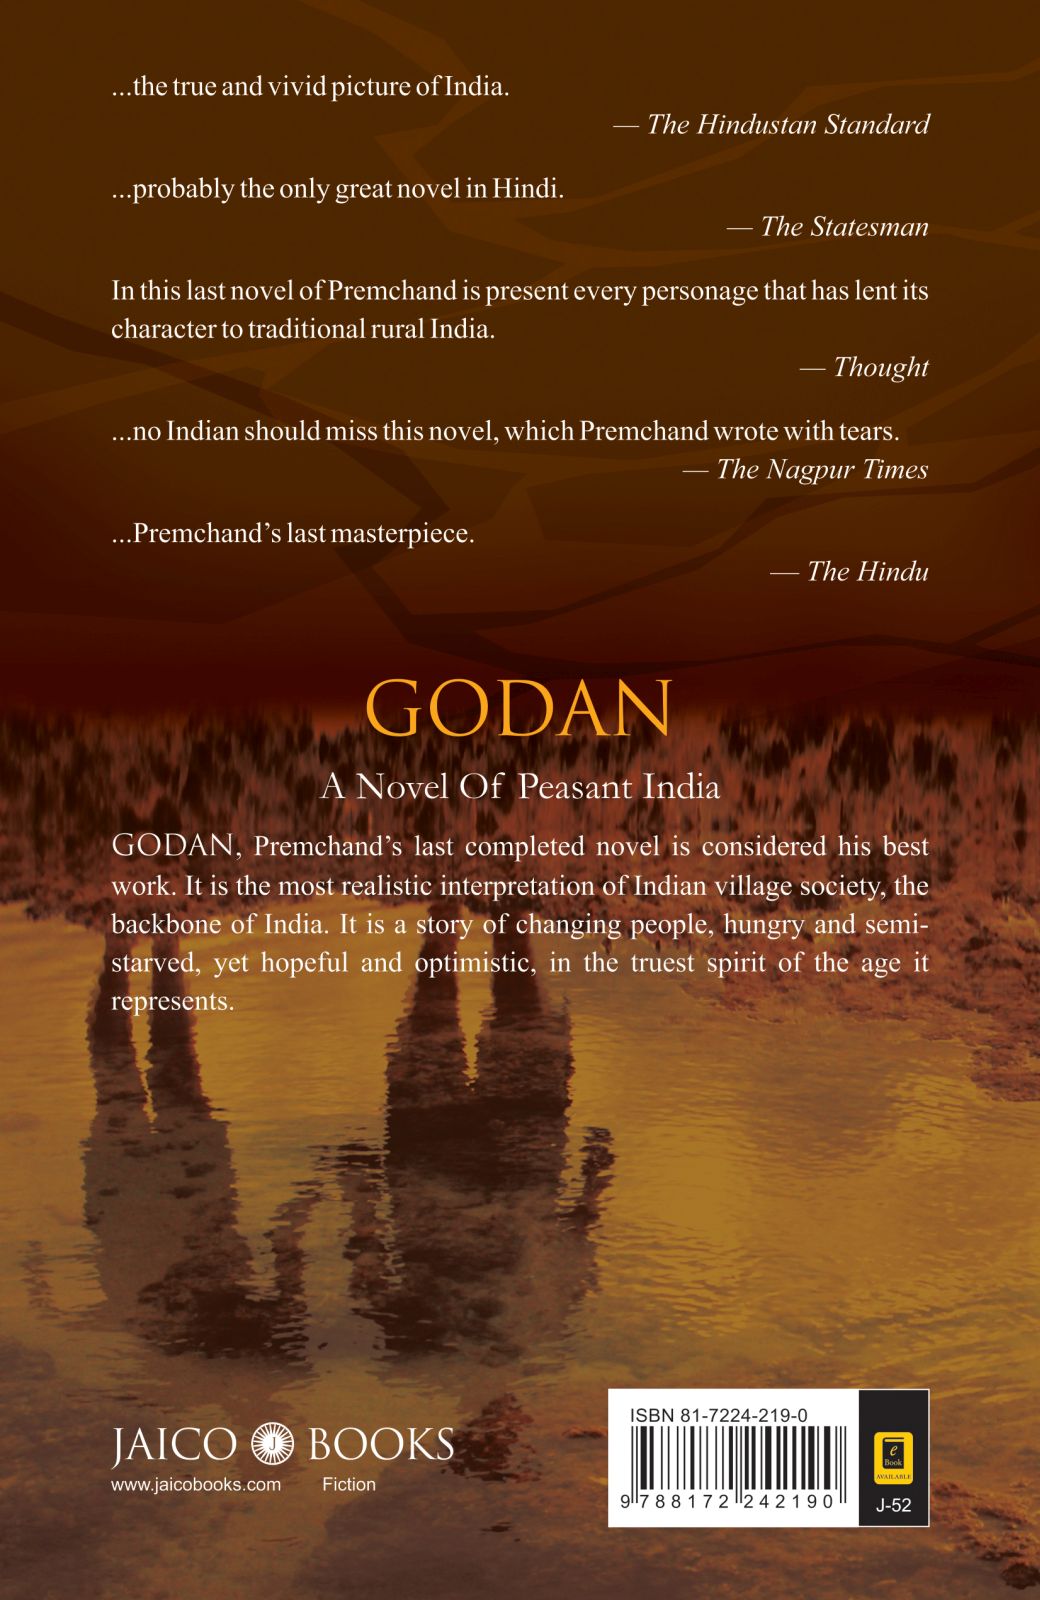 ...the true and vivid picture of India.
— The Hindustan Standard
...probably the only great novel in Hindi.
— The Statesman
In this last novel of Premchand is present every personage that has lent its
character to traditional rural India.
— Thought
...no Indian should miss this novel, which Premchand wrote with tears.
— The Nagpur Times
...Premchand’s last masterpiece.
— The Hindu
GODAN
A Novel Of Peasant India
GODAN, Premchand’s last completed novel is considered his best
work. It is the most realistic interpretation of Indian village society, the
backbone of India. It is a story of changing people, hungry and semi-
starved, yet hopeful and optimistic, in the truest spirit of the age it
represents.
JAICO J BOOKS
www.jaicobooks.com Fiction
ISBN 81-7224-219-0
9 788172 242190
e
Book
AVAILABLE
J-52